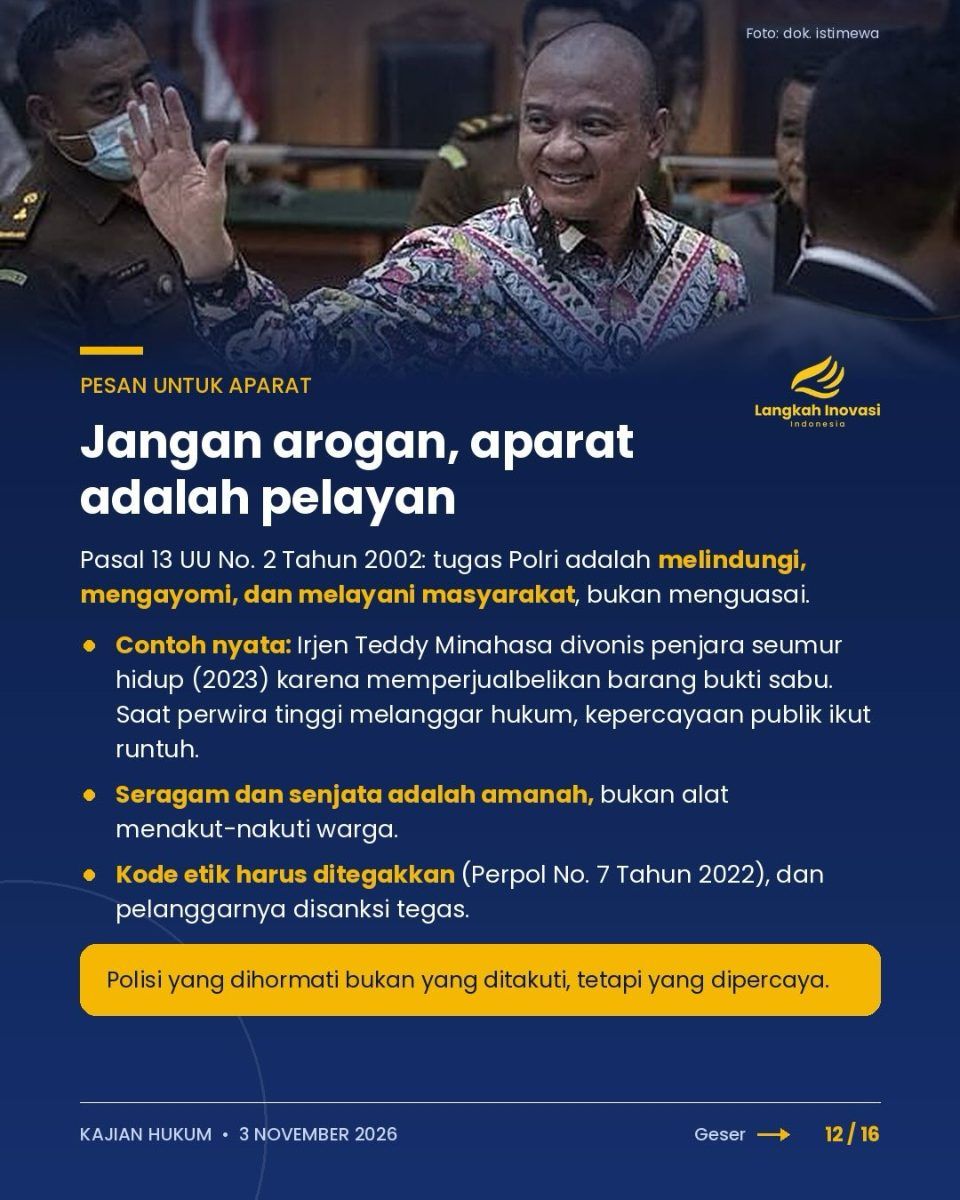 Foto: dok. istimewa
PESAN UNTUK APARAT
Langkah Inovasi
Indonesia
Jangan arogan, aparat
adalah pelayan
Pasal 13 UU No. 2 Tahun 2002: tugas Polri adalah melindungi,
mengayomi, dan melayani masyarakat, bukan menguasai.
• Contoh nyata: Irjen Teddy Minahasa divonis penjara seumur
hidup (2023) karena memperjualbelikan barang bukti sabu.
Saat perwira tinggi melanggar hukum, kepercayaan publik ikut
runtuh.
• Seragam dan senjata adalah amanah, bukan alat
menakut-nakuti warga.
• Kode etik harus ditegakkan (Perpol No. 7 Tahun 2022), dan
pelanggarnya disanksi tegas.
Polisi yang dihormati bukan yang ditakuti, tetapi yang dipercaya.
KAJIAN HUKUM • 3 NOVEMBER 2026
Geser → 12 / 16